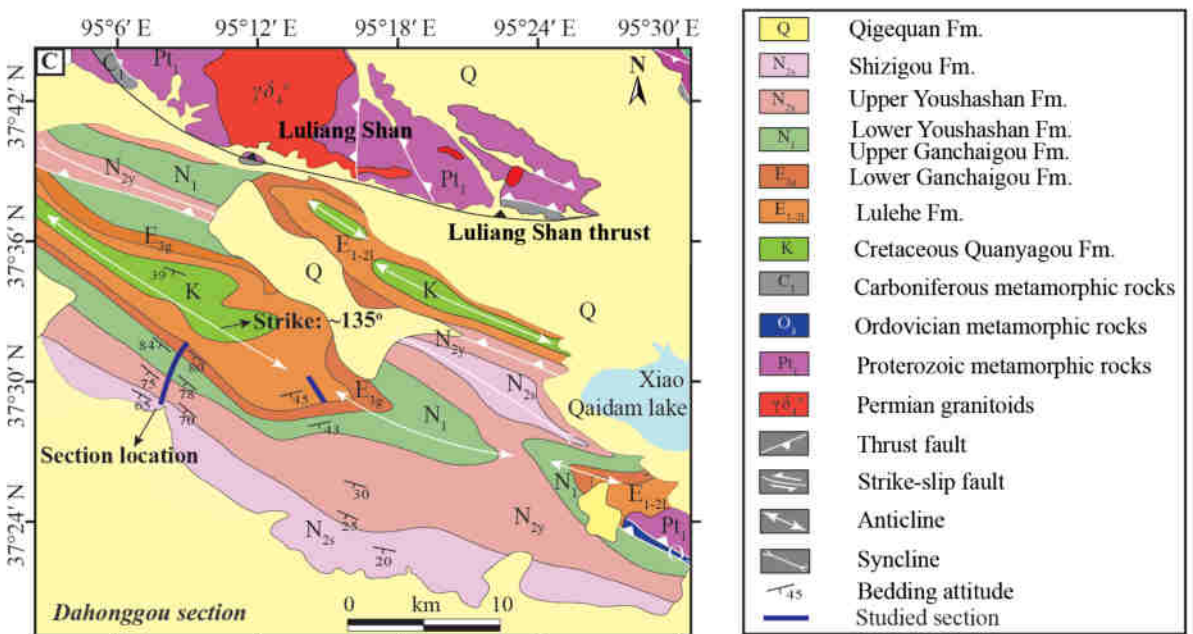 95°6′ E 95°12′ E 95°18′ E 95°24′ E 95°30′ E
37°42′ N
37°36′ N
37°30′ N
37°24′ N
C
C₁
Pt₁
Q
N
Luliang Shan
Pt₁
N₂y
N₁
Luliang Shan thrust
E₃g
E₁₋₂l
Q
K
39
K
Q
Strike: ~135°
N₂y
84
80
75
78
65
70
45
E₃g
N₂s
Xiao
Qaidam lake
N₁
43
Section location
N₁
E₁₋₂l
30
25
N₂y
Pt₁
N₂s
20
Dahonggou section
0 km 10
Q Qigequan Fm.
N₂s Shizigou Fm.
N₂s Upper Youshashan Fm.
N₁ Lower Youshashan Fm.
Upper Ganchaigou Fm.
E₃g Lower Ganchaigou Fm.
E₁₋₂l Lulehe Fm.
K Cretaceous Quanyagou Fm.
C₁ Carboniferous metamorphic rocks
Ordovician metamorphic rocks
Pt₁ Proterozoic metamorphic rocks
Permian granitoids
Thrust fault
Strike-slip fault
Anticline
Syncline
45 Bedding attitude
Studied section